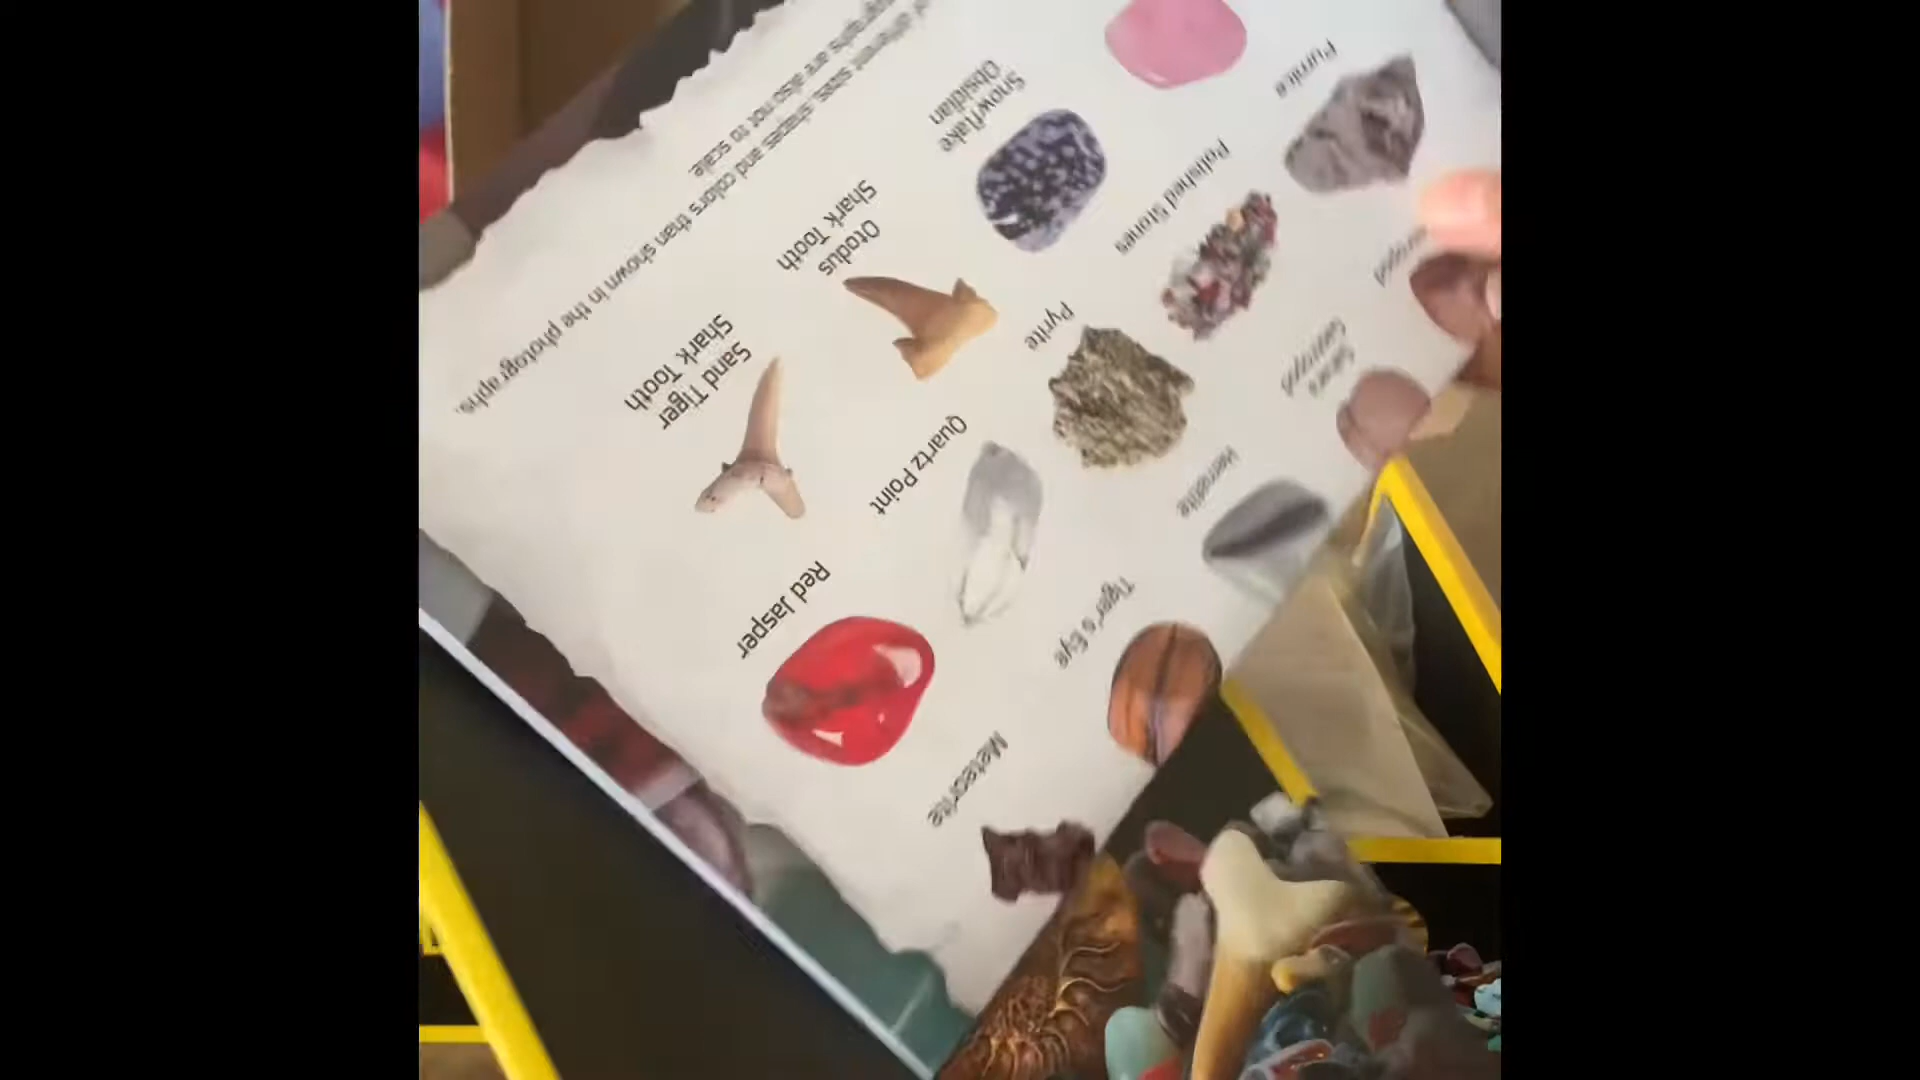 Pumice
Snowflake
Obsidian
Polished Stones
Otodus
Shark Tooth
Pyrite
Sand Tiger
Shark Tooth
Quartz Point
Hematite
Red Jasper
Tiger's Eye
Meteorite
different sizes, shapes and colors than shown in the photographs.
are also not to scale.